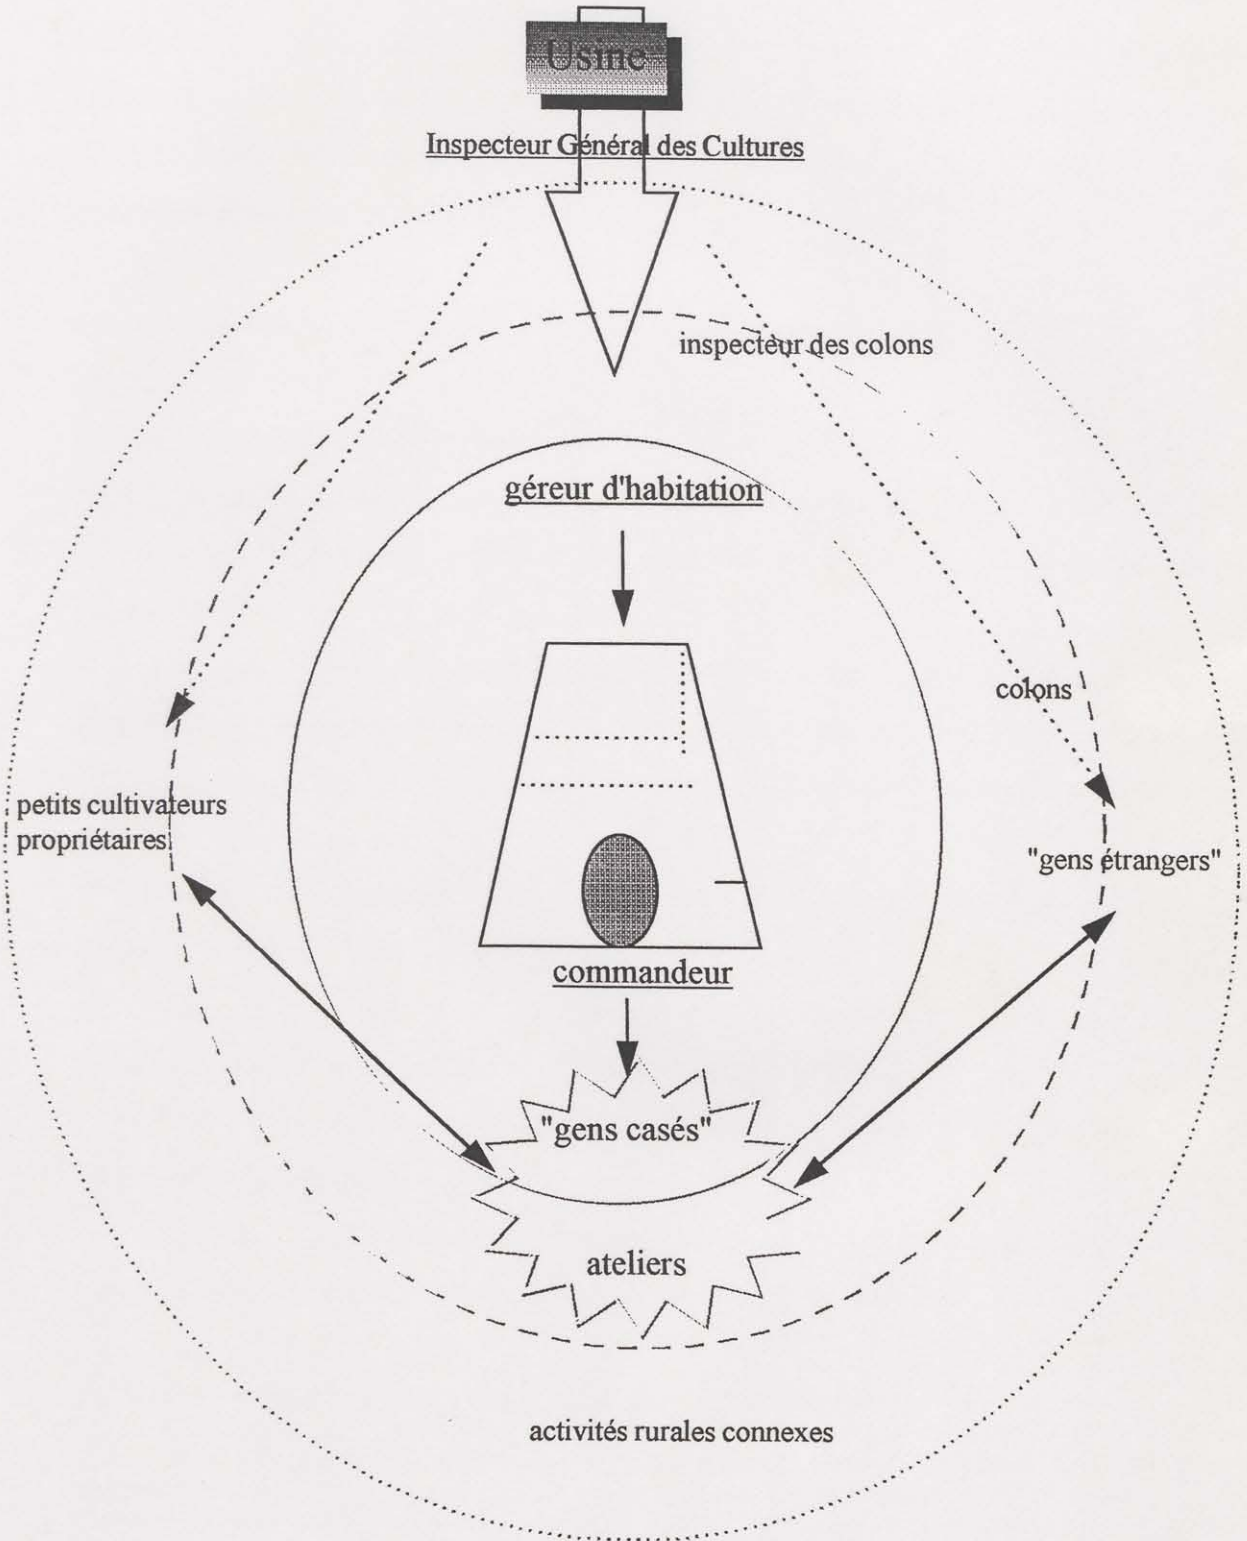 Usine
Inspecteur Général des Cultures
inspecteur des colons
géreur d'habitation
colons
petits cultivateurs
propriétaires
"gens étrangers"
commandeur
"gens casés"
ateliers
activités rurales connexes